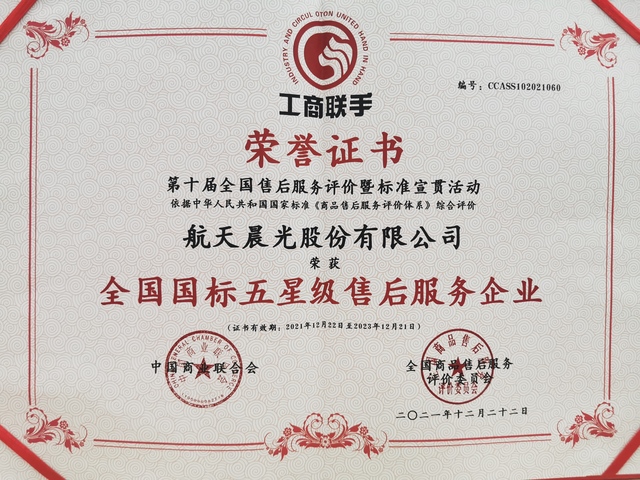 INDUSTRY AND CIRCUL OTON UNITED HAND IN HAND
工商联手
编号：CCASS102021060
荣誉证书
第十届全国售后服务评价暨标准宣贯活动
依据中华人民共和国国家标准《商品售后服务评价体系》综合评价
航天晨光股份有限公司
荣获
全国国标五星级售后服务企业
（证书有效期：2021年12月22日至2023年12月21日）
中国商业联合会
全国商品售后服务
评价委员会
评价委员会
二〇二一年十二月二十二日